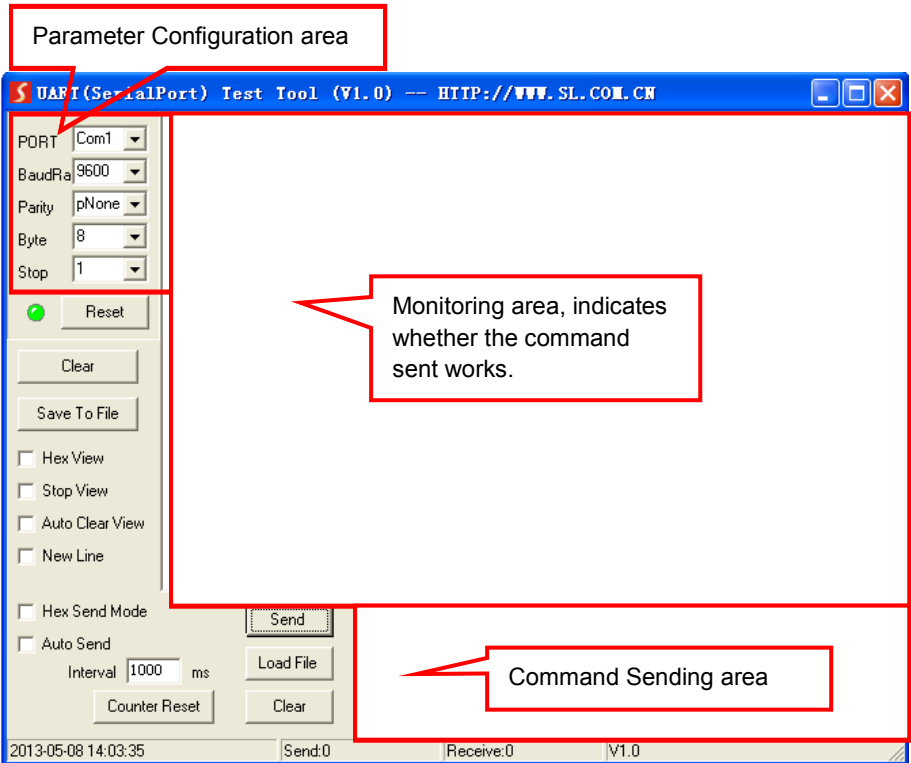 Parameter Configuration area
UART(SerialPort) Test Tool (V1.0) -- HTTP://WWW.SL.COM.CN
PORT Com1
BaudRa 9600
Parity pNone
Byte 8
Stop 1
Reset
Monitoring area, indicates
whether the command
sent works.
Clear
Save To File
Hex View
Stop View
Auto Clear View
New Line
Hex Send Mode
Send
Auto Send
Interval 1000 ms
Load File
Command Sending area
Counter Reset
Clear
2013-05-08 14:03:35 Send:0 Receive:0 V1.0